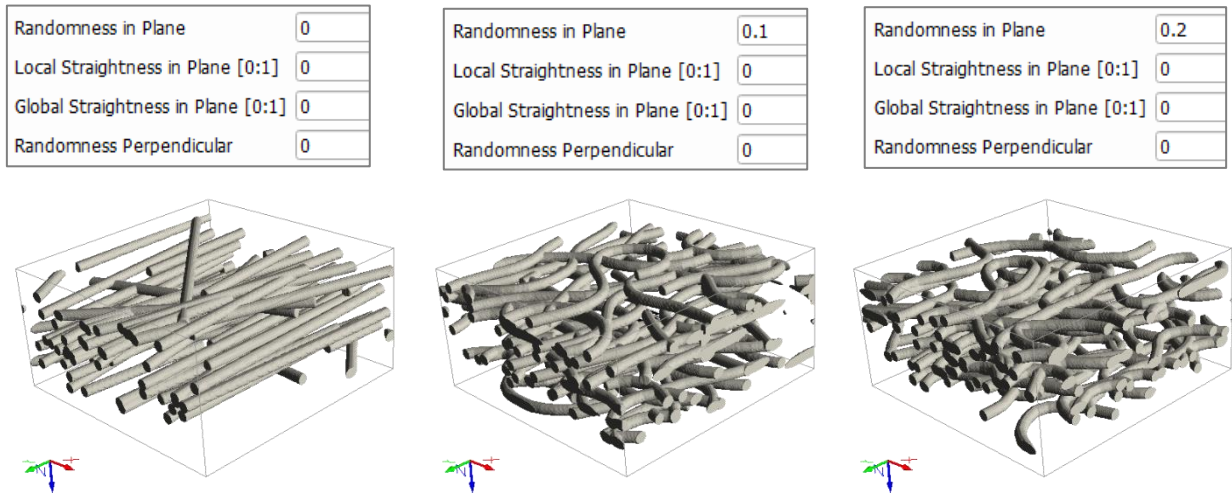 Randomness in Plane 0
Local Straightness in Plane [0:1] 0
Global Straightness in Plane [0:1] 0
Randomness Perpendicular 0
Randomness in Plane 0.1
Local Straightness in Plane [0:1] 0
Global Straightness in Plane [0:1] 0
Randomness Perpendicular 0
Randomness in Plane 0.2
Local Straightness in Plane [0:1] 0
Global Straightness in Plane [0:1] 0
Randomness Perpendicular 0